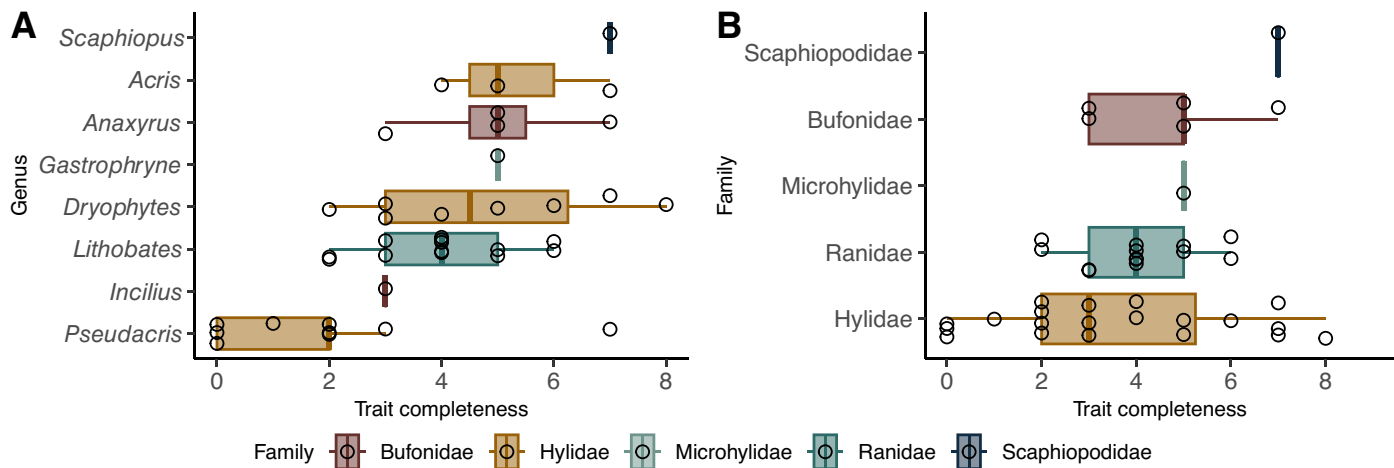 A
Genus
Scaphiopus
Acris
Anaxyrus
Gastrophryne
Dryophytes
Lithobates
Incilius
Pseudacris
0 2 4 6 8
Trait completeness
B
Family
Scaphiopodidae
Bufonidae
Microhylidae
Ranidae
Hylidae
0 2 4 6 8
Trait completeness
Family Bufonidae Hylidae Microhylidae Ranidae Scaphiopodidae